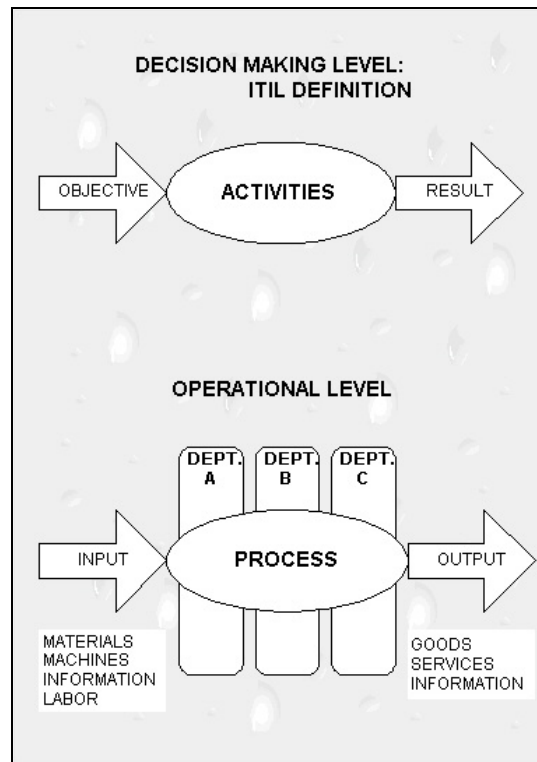 DECISION MAKING LEVEL:
ITIL DEFINITION
OBJECTIVE
ACTIVITIES
RESULT
OPERATIONAL LEVEL
DEPT.
A
DEPT.
B
DEPT.
C
INPUT
PROCESS
OUTPUT
MATERIALS
MACHINES
INFORMATION
LABOR
GOODS
SERVICES
INFORMATION